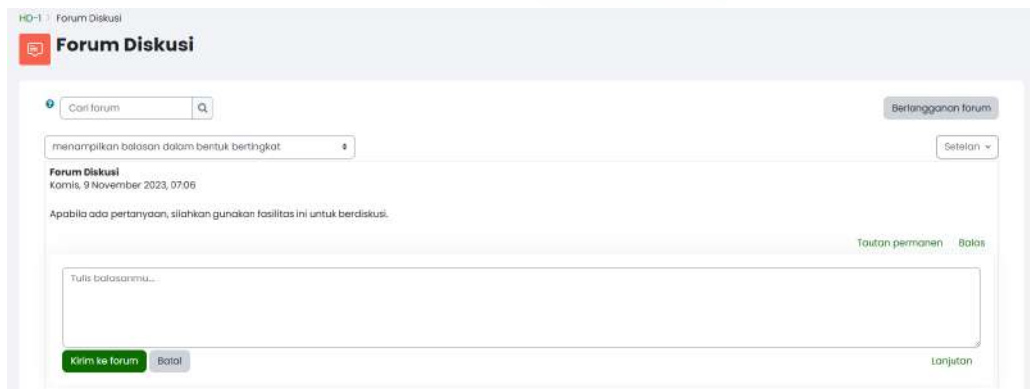 HD-1 Forum Diskusi
Forum Diskusi
Cari forum
Berlangganan forum
menampilkan balasan dalam bentuk bertingkat
Setelan
Forum Diskusi
Kamis, 9 November 2023, 07:06
Apabila ada pertanyaan, silahkan gunakan fasilitas ini untuk berdiskusi.
Tautan permanen Balas
Tulis balasanmu...
Kirim ke forum Batal
Lanjutan